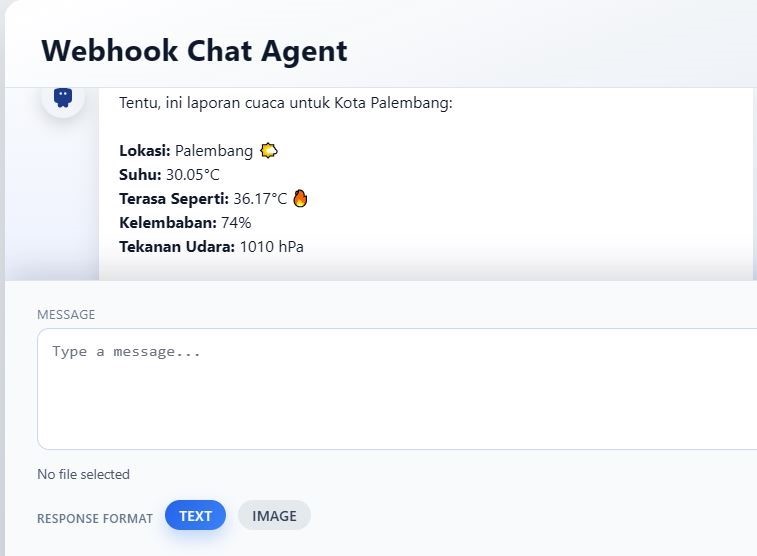 Webhook Chat Agent
Tentu, ini laporan cuaca untuk Kota Palembang:
Lokasi: Palembang 🌤️
Suhu: 30.05°C
Terasa Seperti: 36.17°C 🔥
Kelembaban: 74%
Tekanan Udara: 1010 hPa
MESSAGE
Type a message...
No file selected
RESPONSE FORMAT TEXT IMAGE